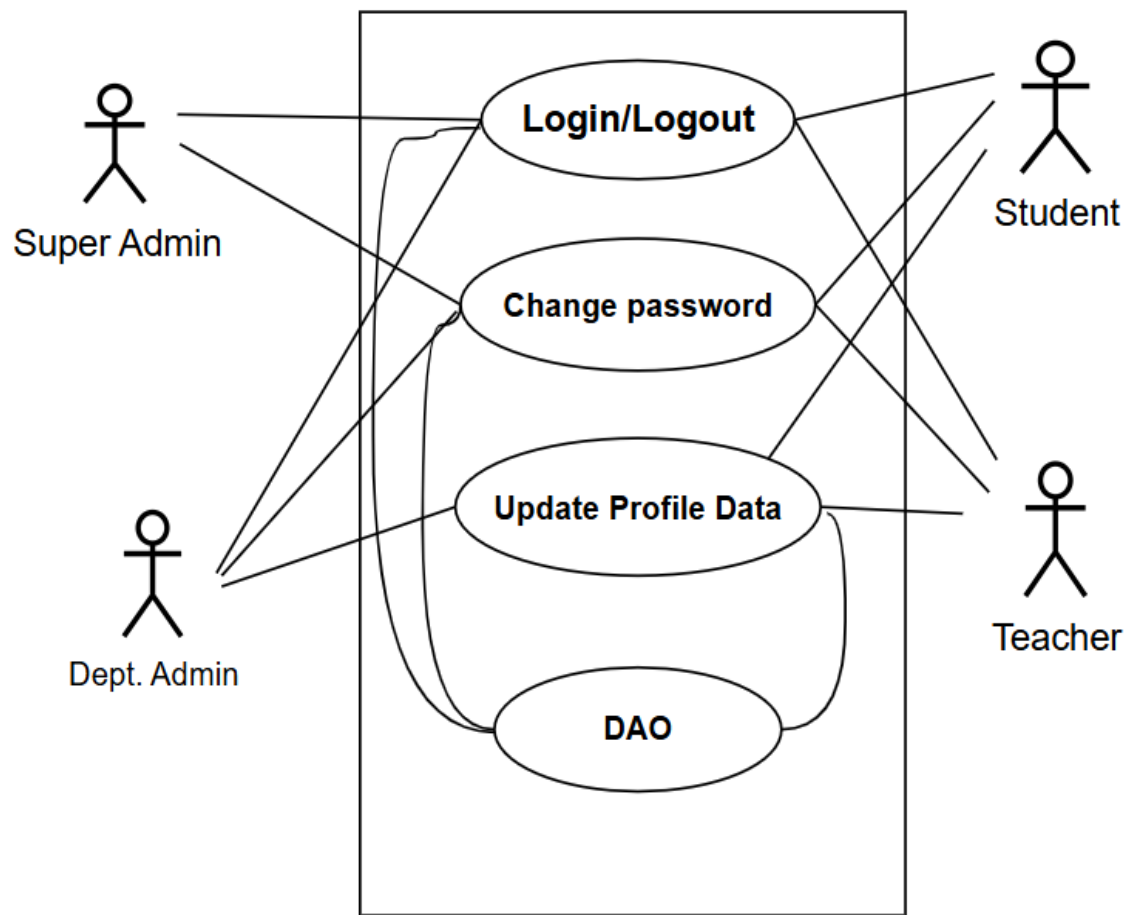 Login/Logout
Super Admin
Student
Change password
Update Profile Data
Dept. Admin
Teacher
DAO